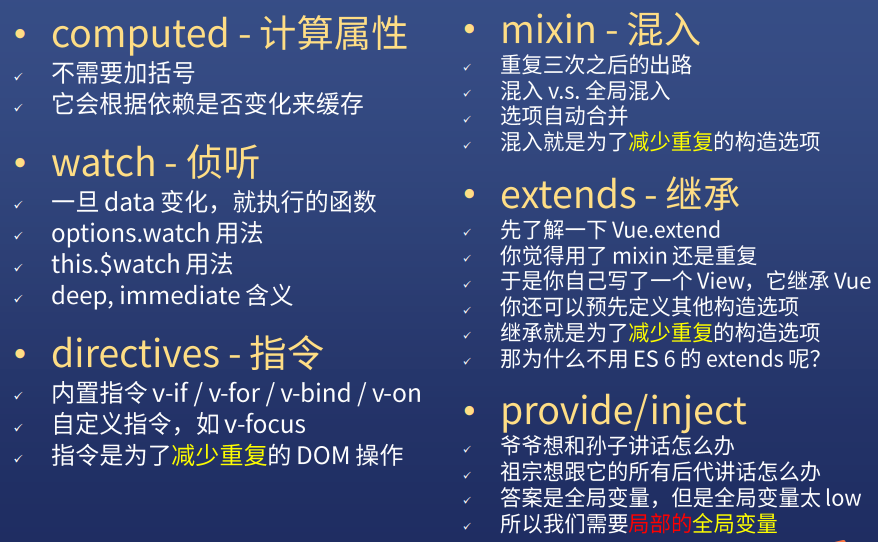 computed - 计算属性
不需要加括号
它会根据依赖是否变化来缓存
watch - 侦听
一旦 data 变化，就执行的函数
options.watch 用法
this.$watch 用法
deep, immediate 含义
directives - 指令
内置指令 v-if / v-for / v-bind / v-on
自定义指令，如 v-focus
指令是为了减少重复的 DOM 操作
mixin - 混入
重复三次之后的出路
混入 v.s. 全局混入
选项自动合并
混入就是为了减少重复的构造选项
extends - 继承
先了解一下 Vue.extend
你觉得用了 mixin 还是重复
于是你自己写了一个 View，它继承 Vue
你还可以预先定义其他构造选项
继承就是为了减少重复的构造选项
那为什么不用 ES 6 的 extends 呢？
provide/inject
爷爷想和孙子讲话怎么办
祖宗想跟它的所有后代讲话怎么办
答案是全局变量，但是全局变量太 low
所以我们需要局部的全局变量